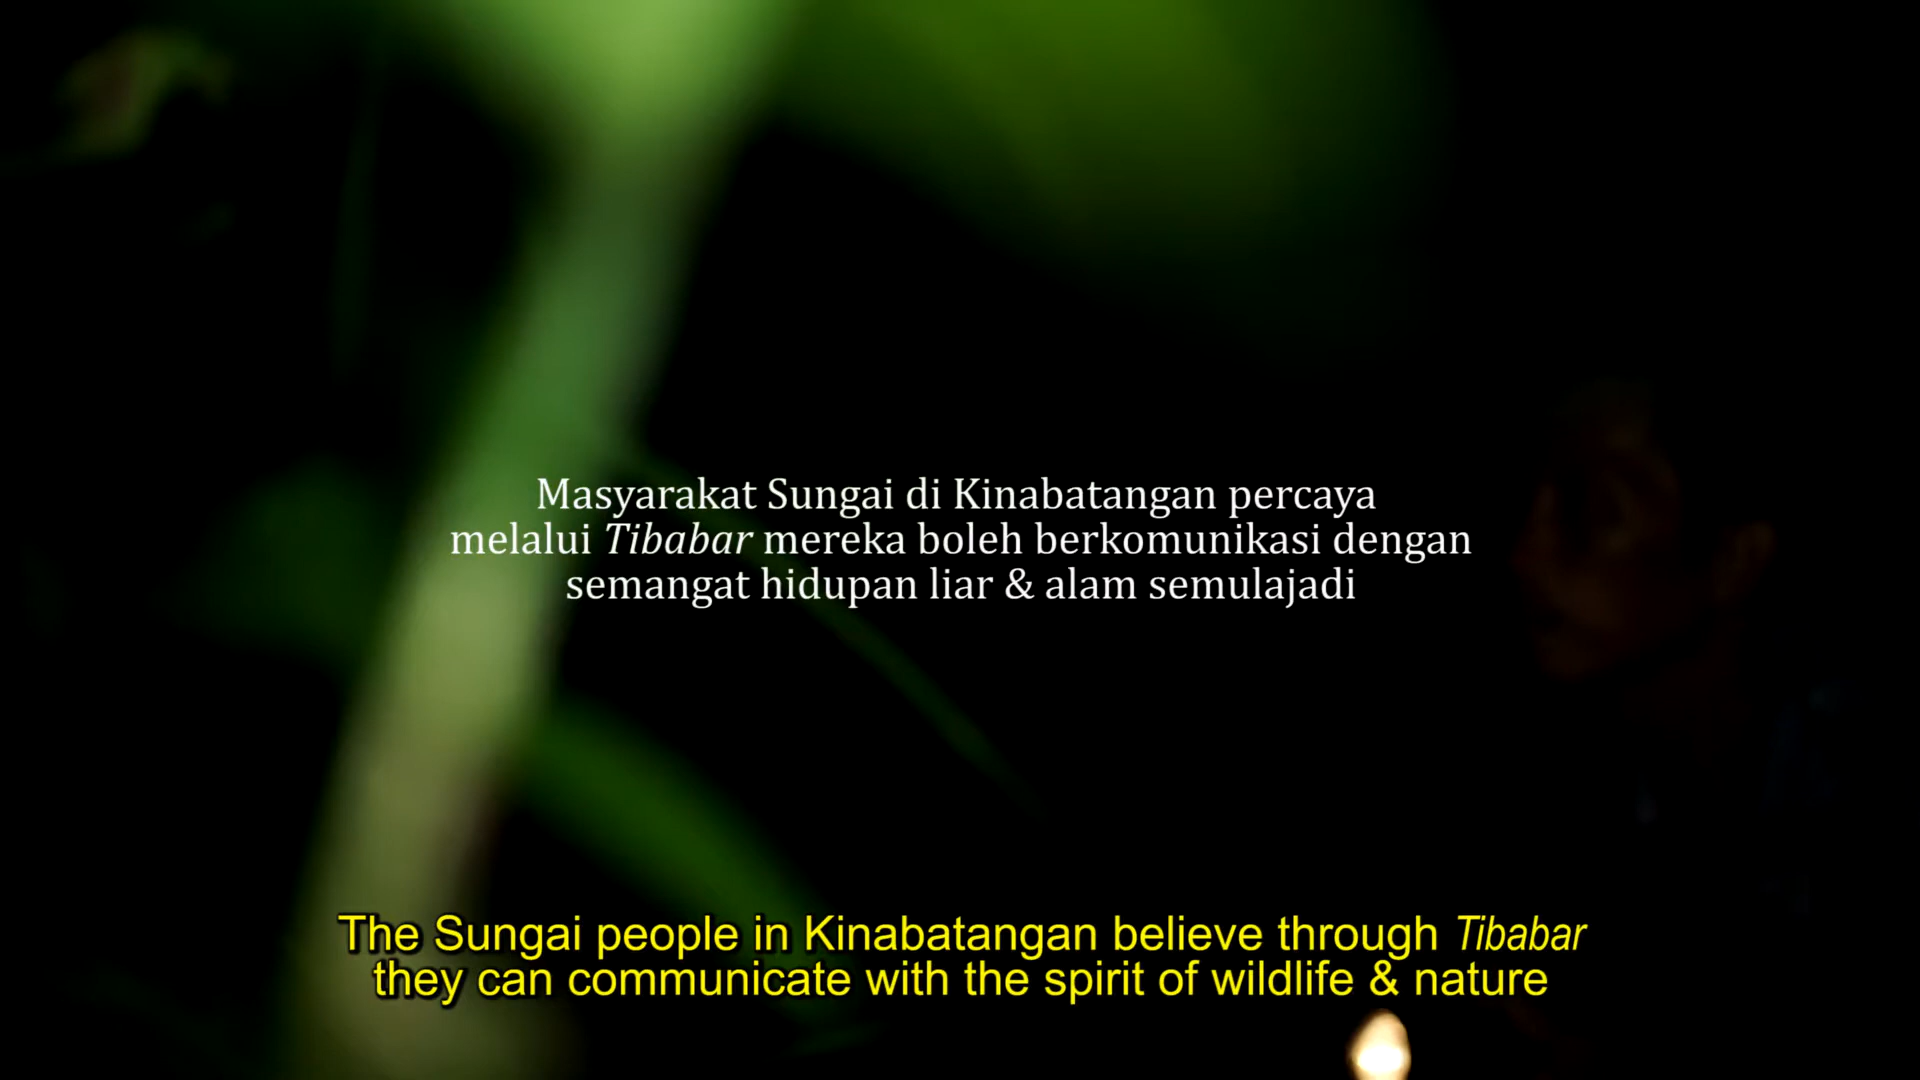 Masyarakat Sungai di Kinabatangan percaya
melalui Tibabar mereka boleh berkomunikasi dengan
semangat hidupan liar & alam semulajadi
The Sungai people in Kinabatangan believe through Tibabar
they can communicate with the spirit of wildlife & nature